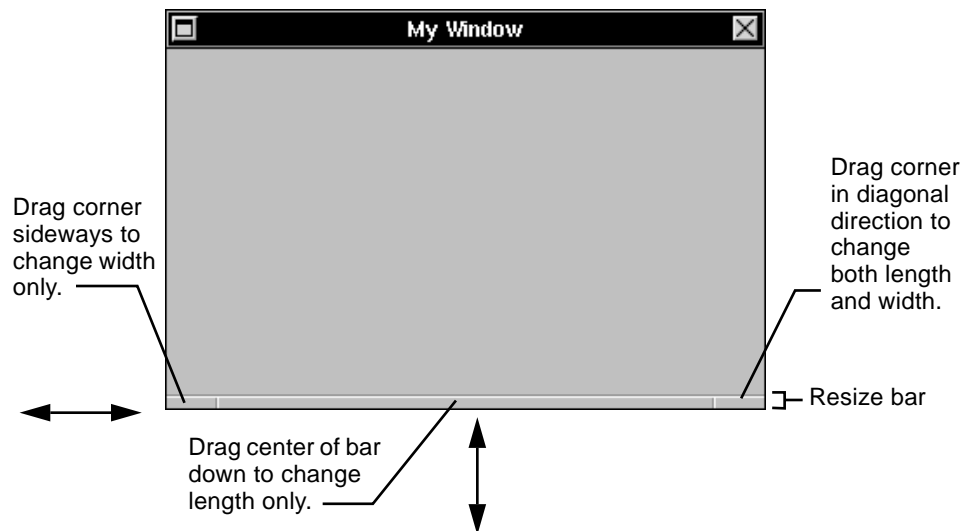 My Window
Drag corner
sideways to
change width
only.
Drag corner
in diagonal
direction to
change
both length
and width.
Resize bar
Drag center of bar
down to change
length only.